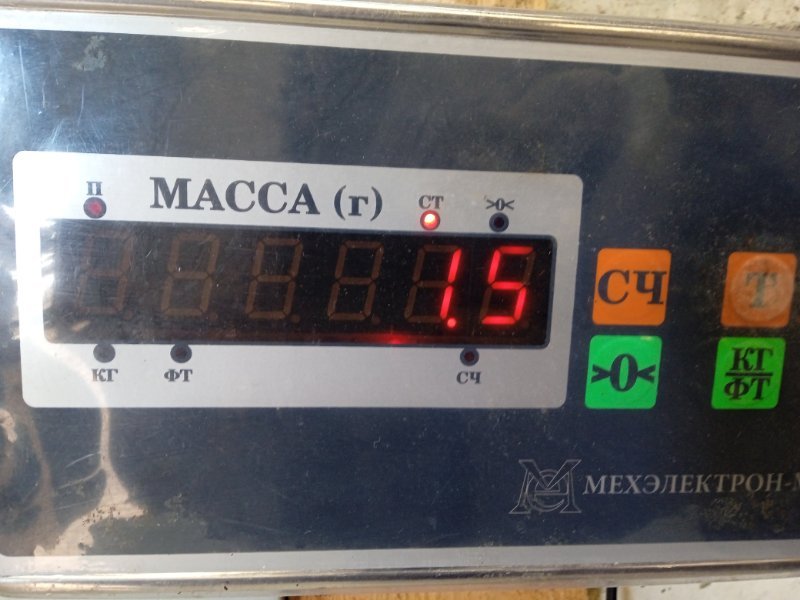 П МАССА (г) СТ >0<
1.5
КГ ФТ СЧ
СЧ Т
>0< КГ/ФТ
МЕХЭЛЕКТРОН-М